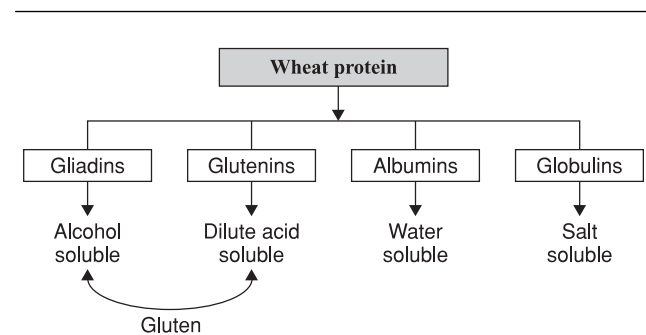 Wheat protein
Gliadins Glutenins Albumins Globulins
Alcohol Dilute acid Water Salt
soluble soluble soluble soluble
Gluten